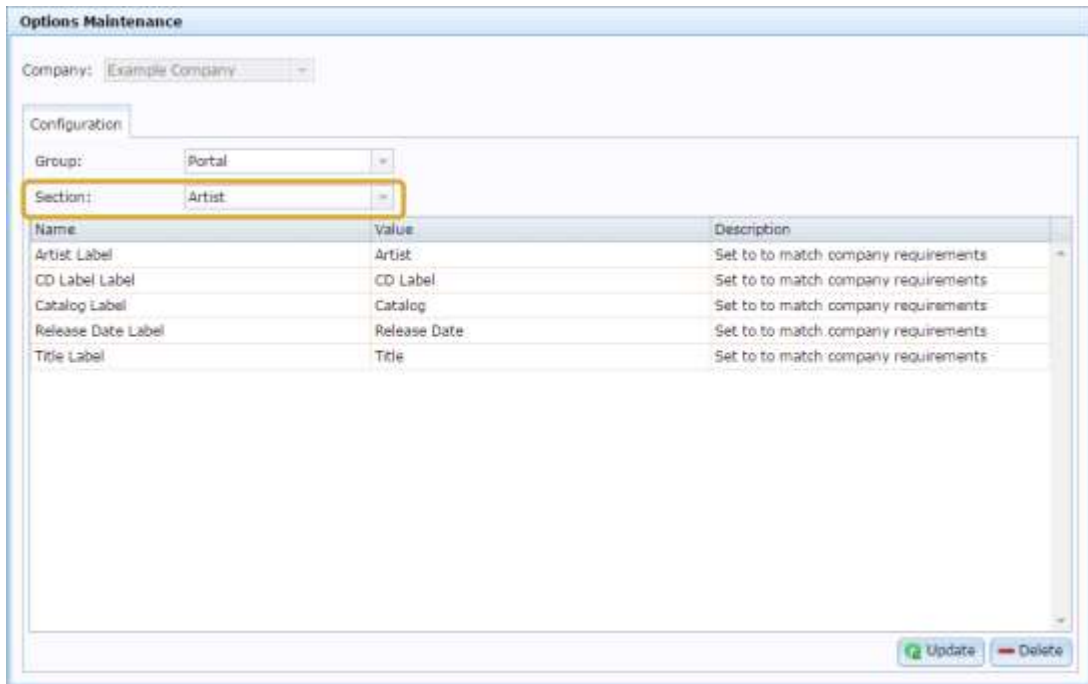 Options Maintenance
Company: Example Company
Configuration
Group: Portal
Section: Artist
Name Value Description
Artist Label Artist Set to to match company requirements
CD Label Label CD Label Set to to match company requirements
Catalog Label Catalog Set to to match company requirements
Release Date Label Release Date Set to to match company requirements
Title Label Title Set to to match company requirements
Update Delete